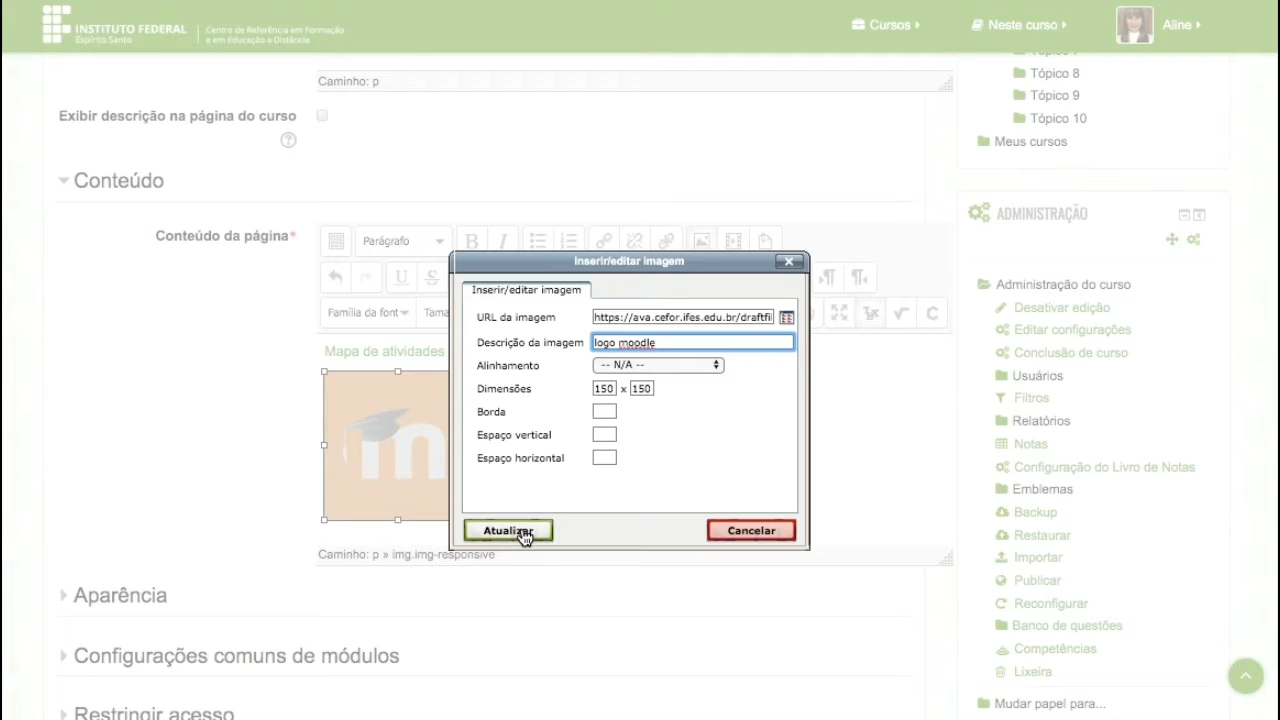 INSTITUTO FEDERAL
Espírito Santo
Centro de Referência em Formação
e em Educação a Distância
Cursos
Neste curso
Aline
Caminho: p
Exibir descrição na página do curso
Conteúdo
Conteúdo da página*
Parágrafo
B
I
U
S
Família da font
Tama
C
Mapa de atividades
m
Inserir/editar imagem
Inserir/editar imagem
URL da imagem
https://ava.cefor.ifes.edu.br/draftfil
Descrição da imagem
logo moodle
Alinhamento
-- N/A --
Dimensões
150 x 150
Borda
Espaço vertical
Espaço horizontal
Atualizar
Cancelar
Caminho: p » img.img-responsive
Aparência
Configurações comuns de módulos
Restringir acesso
Tópico 8
Tópico 9
Tópico 10
Meus cursos
ADMINISTRAÇÃO
Administração do curso
Desativar edição
Editar configurações
Conclusão de curso
Usuários
Filtros
Relatórios
Notas
Configuração do Livro de Notas
Emblemas
Backup
Restaurar
Importar
Publicar
Reconfigurar
Banco de questões
Competências
Lixeira
Mudar papel para...